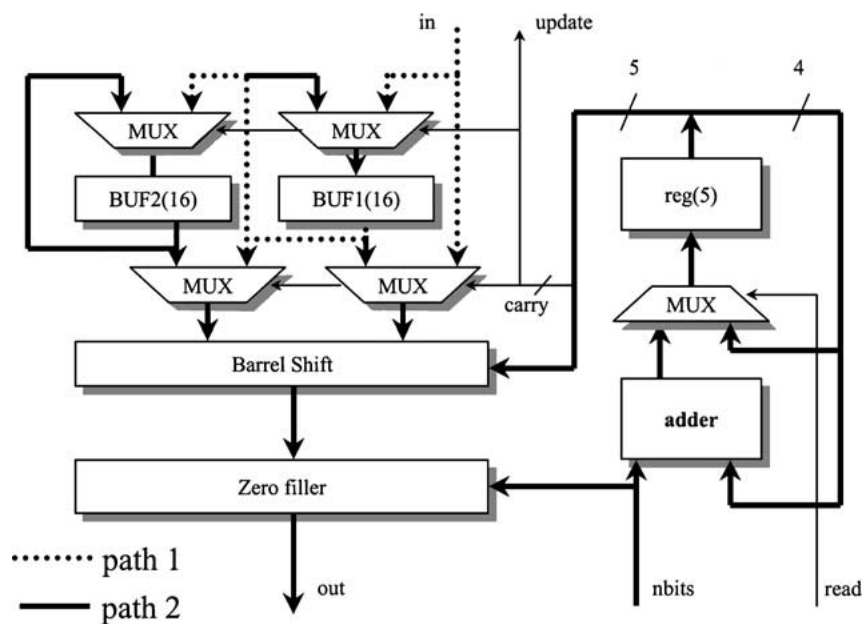 in
update
5
4
MUX
MUX
BUF2(16)
BUF1(16)
reg(5)
MUX
MUX
carry
MUX
Barrel Shift
adder
Zero filler
path 1
path 2
out
nbits
read